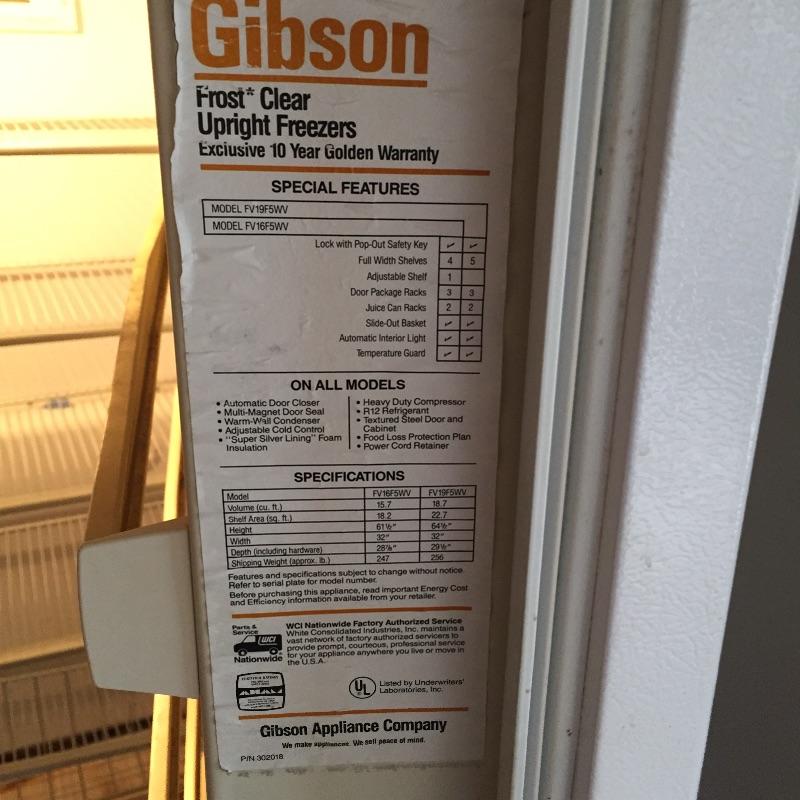 Gibson
Frost* Clear
Upright Freezers
Exclusive 10 Year Golden Warranty
SPECIAL FEATURES
MODEL FV19F5WV
MODEL FV16F5WV
Lock with Pop-Out Safety Key ✓ ✓
Full Width Shelves 4 5
Adjustable Shelf 1
Door Package Racks 3 3
Juice Can Racks 2 2
Slide-Out Basket ✓ ✓
Automatic Interior Light ✓ ✓
Temperature Guard ✓ ✓
ON ALL MODELS
• Automatic Door Closer
• Multi-Magnet Door Seal
• Warm-Wall Condenser
• Adjustable Cold Control
• "Super Silver Lining" Foam
Insulation
• Heavy Duty Compressor
• R12 Refrigerant
• Textured Steel Door and
Cabinet
• Food Loss Protection Plan
• Power Cord Retainer
SPECIFICATIONS
Model FV16F5WV FV19F5WV
Volume (cu. ft.) 15.7 18.7
Shelf Area (sq. ft.) 18.2 22.7
Height 61½" 64½"
Width 32" 32"
Depth (including hardware)
Shipping Weight (approx. lb.) 247 256
Features and specifications subject to change without notice.
Refer to serial plate for model number.
Before purchasing this appliance, read important Energy Cost
and Efficiency information available from your retailer.
Parts &
Service
WCI
Nationwide
WCI Nationwide Factory Authorized Service
White Consolidated Industries, Inc. maintains a
vast network of factory authorized servicers to
provide prompt, courteous, professional service
for your appliance anywhere you live or move in
the U.S.A.
UL
Listed by Underwriters'
Laboratories, Inc.
Gibson Appliance Company
We make appliances. We sell peace of mind.
P/N 302018